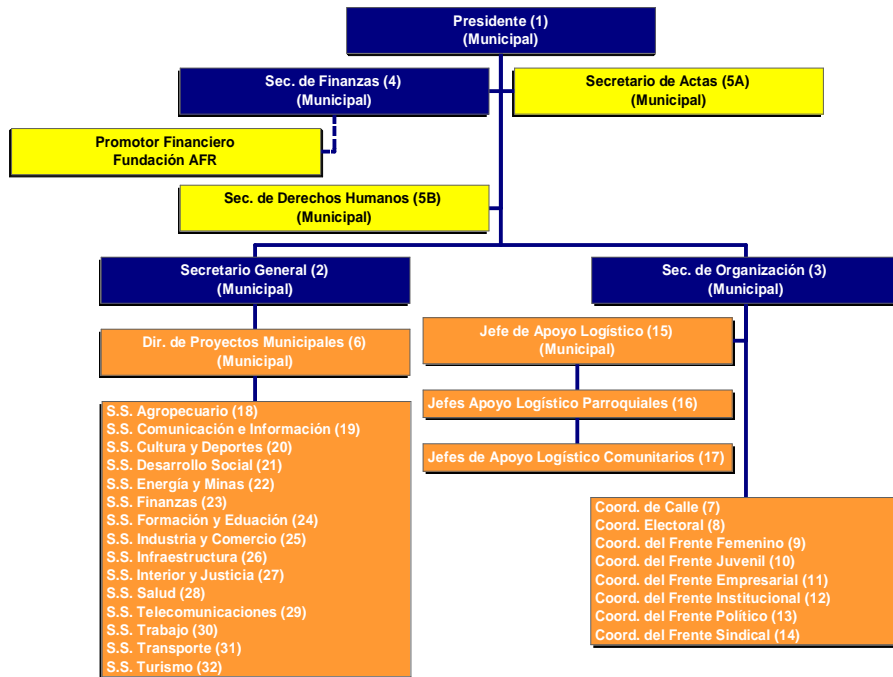 Presidente (1)
(Municipal)
Sec. de Finanzas (4)
(Municipal)
Secretario de Actas (5A)
(Municipal)
Promotor Financiero
Fundación AFR
Sec. de Derechos Humanos (5B)
(Municipal)
Secretario General (2)
(Municipal)
Sec. de Organización (3)
(Municipal)
Dir. de Proyectos Municipales (6)
(Municipal)
Jefe de Apoyo Logístico (15)
(Municipal)
Jefes Apoyo Logístico Parroquiales (16)
Jefes de Apoyo Logístico Comunitarios (17)
S.S. Agropecuario (18)
S.S. Comunicación e Información (19)
S.S. Cultura y Deportes (20)
S.S. Desarrollo Social (21)
S.S. Energía y Minas (22)
S.S. Finanzas (23)
S.S. Formación y Eduación (24)
S.S. Industria y Comercio (25)
S.S. Infraestructura (26)
S.S. Interior y Justicia (27)
S.S. Salud (28)
S.S. Telecomunicaciones (29)
S.S. Trabajo (30)
S.S. Transporte (31)
S.S. Turismo (32)
Coord. de Calle (7)
Coord. Electoral (8)
Coord. del Frente Femenino (9)
Coord. del Frente Juvenil (10)
Coord. del Frente Empresarial (11)
Coord. del Frente Institucional (12)
Coord. del Frente Político (13)
Coord. del Frente Sindical (14)